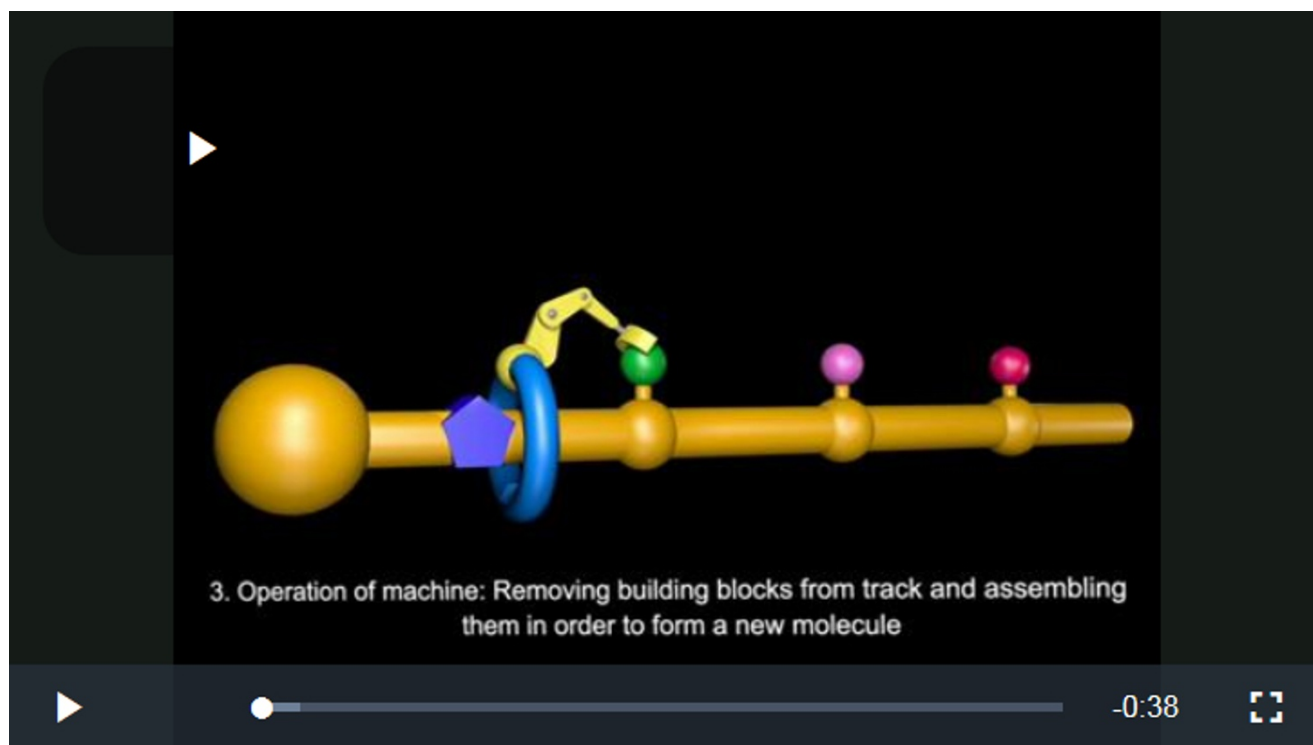 3. Operation of machine: Removing building blocks from track and assembling
them in order to form a new molecule
-0:38